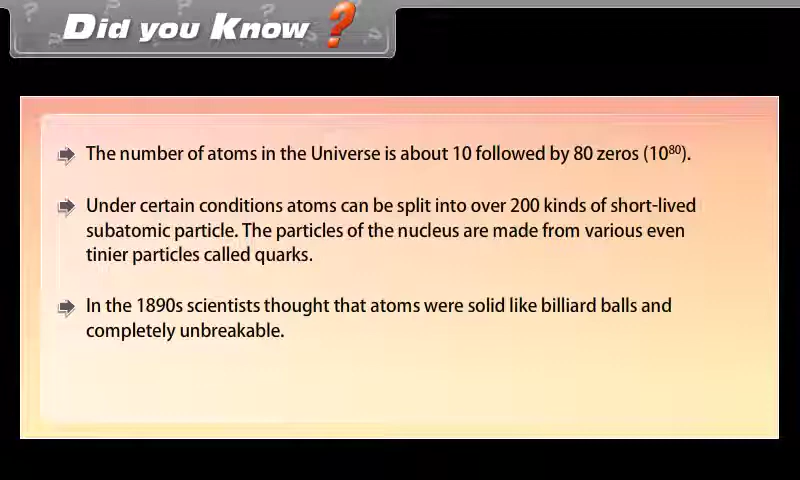 Did you Know ?
The number of atoms in the Universe is about 10 followed by 80 zeros (10⁸⁰).
Under certain conditions atoms can be split into over 200 kinds of short-lived
subatomic particle. The particles of the nucleus are made from various even
tinier particles called quarks.
In the 1890s scientists thought that atoms were solid like billiard balls and
completely unbreakable.